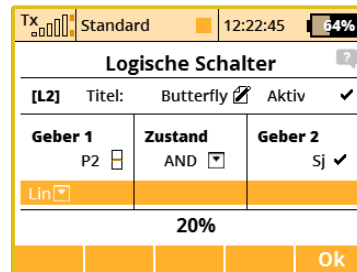 Tx Standard 12:22:45 64%
Logische Schalter ?
[L2] Titel: Butterfly Aktiv
Geber 1 Zustand Geber 2
P2 AND Sj
Lin
20%
Ok